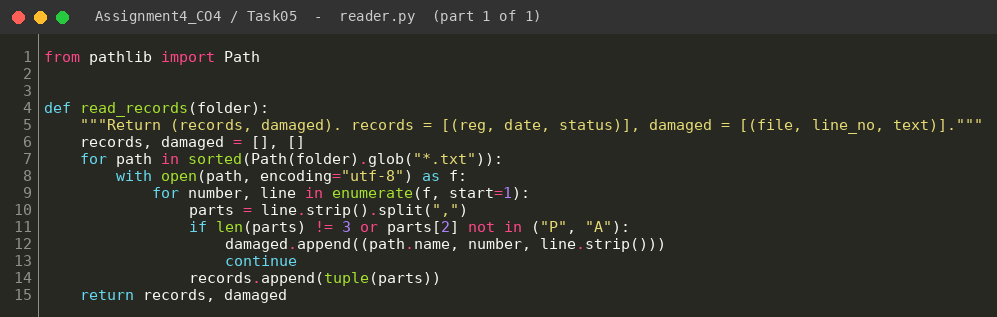 Assignment4_CO4 / Task05  -  reader.py  (part 1 of 1)
1 from pathlib import Path
2
3
4 def read_records(folder):
5     """Return (records, damaged). records = [(reg, date, status)], damaged = [(file, line_no, text)]."""
6     records, damaged = [], []
7     for path in sorted(Path(folder).glob("*.txt")):
8         with open(path, encoding="utf-8") as f:
9             for number, line in enumerate(f, start=1):
10                 parts = line.strip().split(",")
11                 if len(parts) != 3 or parts[2] not in ("P", "A"):
12                     damaged.append((path.name, number, line.strip()))
13                     continue
14                 records.append(tuple(parts))
15     return records, damaged